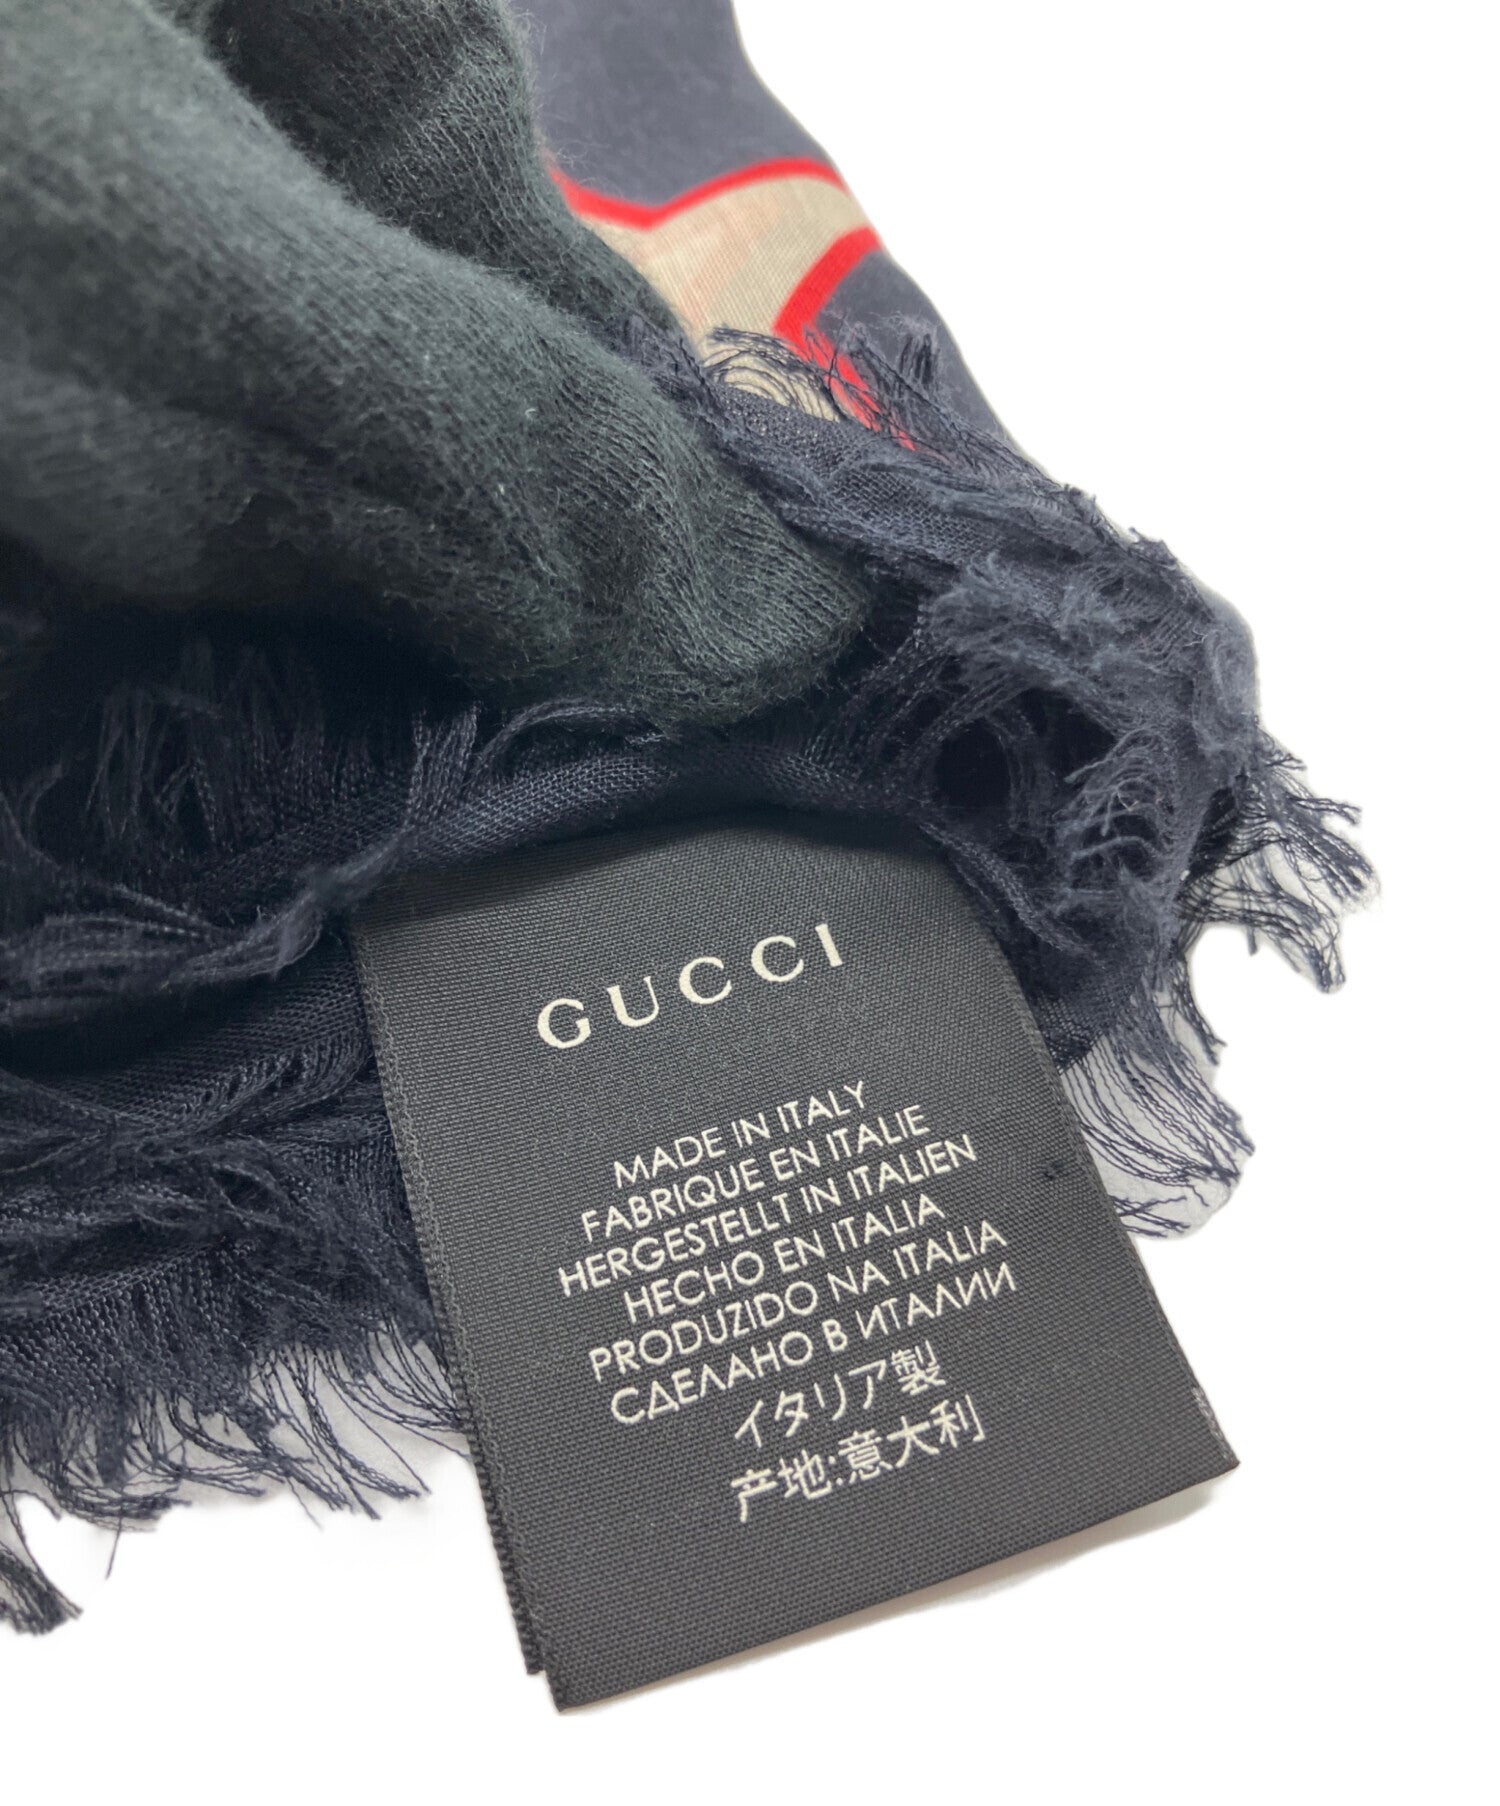 GUCCI
MADE IN ITALY
FABRIQUE EN ITALIE
HERGESTELLT IN ITALIEN
HECHO EN ITALIA
PRODUZIDO NA ITALIA
СДЕЛАНО В ИТАЛИИ
イタリア製
产地:意大利